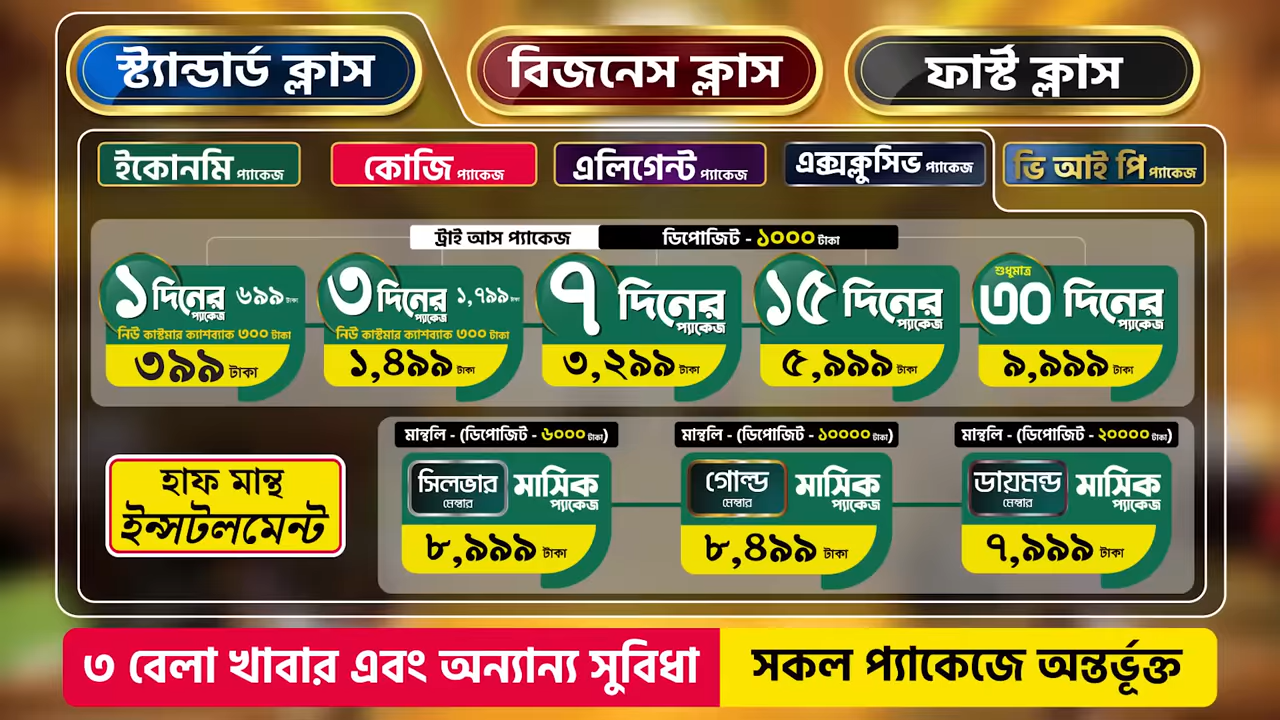 স্ট্যান্ডার্ড ক্লাস
বিজনেস ক্লাস
ফার্স্ট ক্লাস
ইকোনমি প্যাকেজ
কোজি প্যাকেজ
এলিগেন্ট প্যাকেজ
এক্সক্লুসিভ প্যাকেজ
ভি আই পি প্যাকেজ
ট্রাই আস প্যাকেজ
ডিপোজিট - ১০০০ টাকা
১ দিনের প্যাকেজ ৬৯৯ টাকা
নিউ কাস্টমার ক্যাশব্যাক ৩০০ টাকা
৩৯৯ টাকা
৩ দিনের প্যাকেজ ১,৭৯৯ টাকা
নিউ কাস্টমার ক্যাশব্যাক ৩০০ টাকা
১,৪৯৯ টাকা
৭ দিনের প্যাকেজ
৩,২৯৯ টাকা
১৫ দিনের প্যাকেজ
৫,৯৯৯ টাকা
শুধুমাত্র
৩০ দিনের প্যাকেজ
৯,৯৯৯ টাকা
হাফ মান্থ
ইন্সটলমেন্ট
মান্থলি - (ডিপোজিট - ৬০০০ টাকা)
সিলভার মেম্বার মাসিক প্যাকেজ
৮,৯৯৯ টাকা
মান্থলি - (ডিপোজিট - ১০০০০ টাকা)
গোল্ড মেম্বার মাসিক প্যাকেজ
৮,৪৯৯ টাকা
মান্থলি - (ডিপোজিট - ২০০০০ টাকা)
ডায়মন্ড মেম্বার মাসিক প্যাকেজ
৭,৯৯৯ টাকা
৩ বেলা খাবার এবং অন্যান্য সুবিধা
সকল প্যাকেজে অন্তর্ভূক্ত